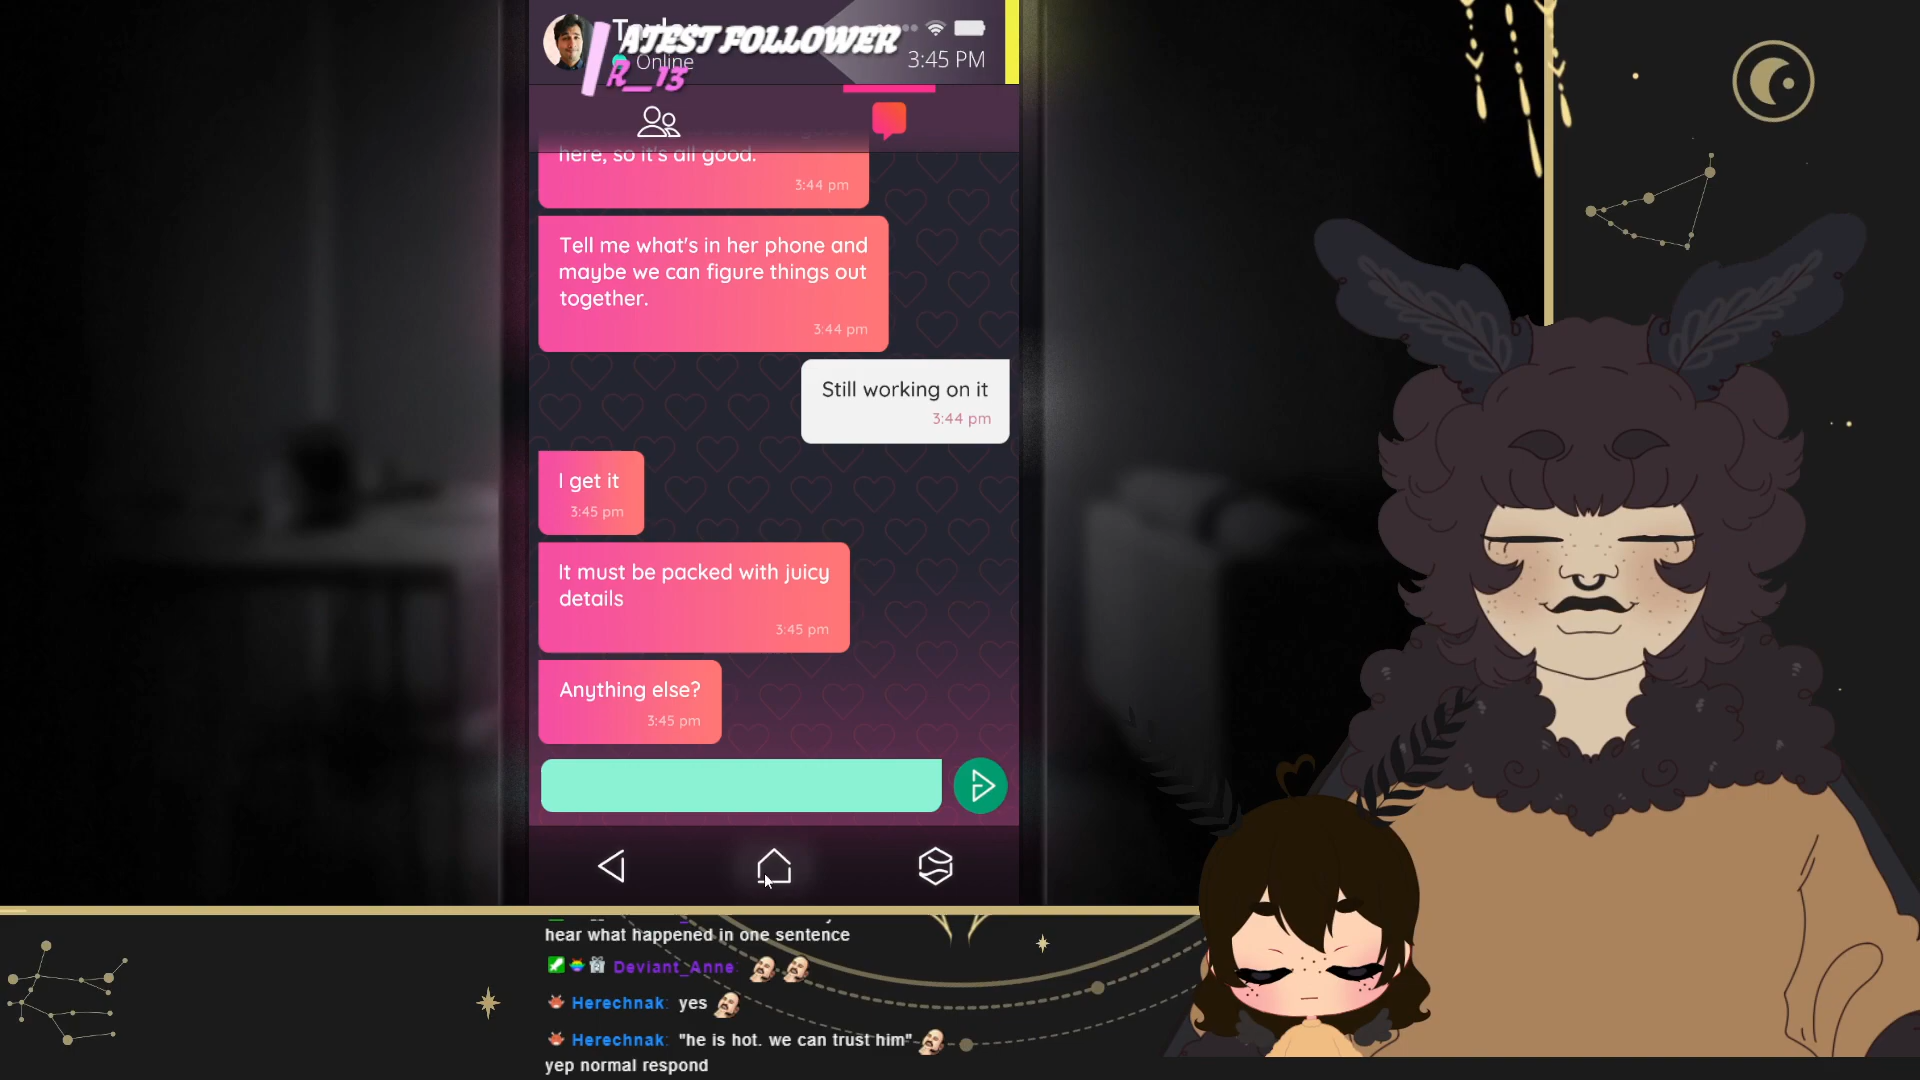 ATEST FOLLOWER
R__13
Online
3:45 PM
here, so it's all good.
3:44 pm
Tell me what's in her phone and
maybe we can figure things out
together.
3:44 pm
Still working on it
3:44 pm
I get it
3:45 pm
It must be packed with juicy
details
3:45 pm
Anything else?
3:45 pm
hear what happened in one sentence
Deviant_Anne:
Herechnak: yes
Herechnak: "he is hot. we can trust him"
yep normal respond